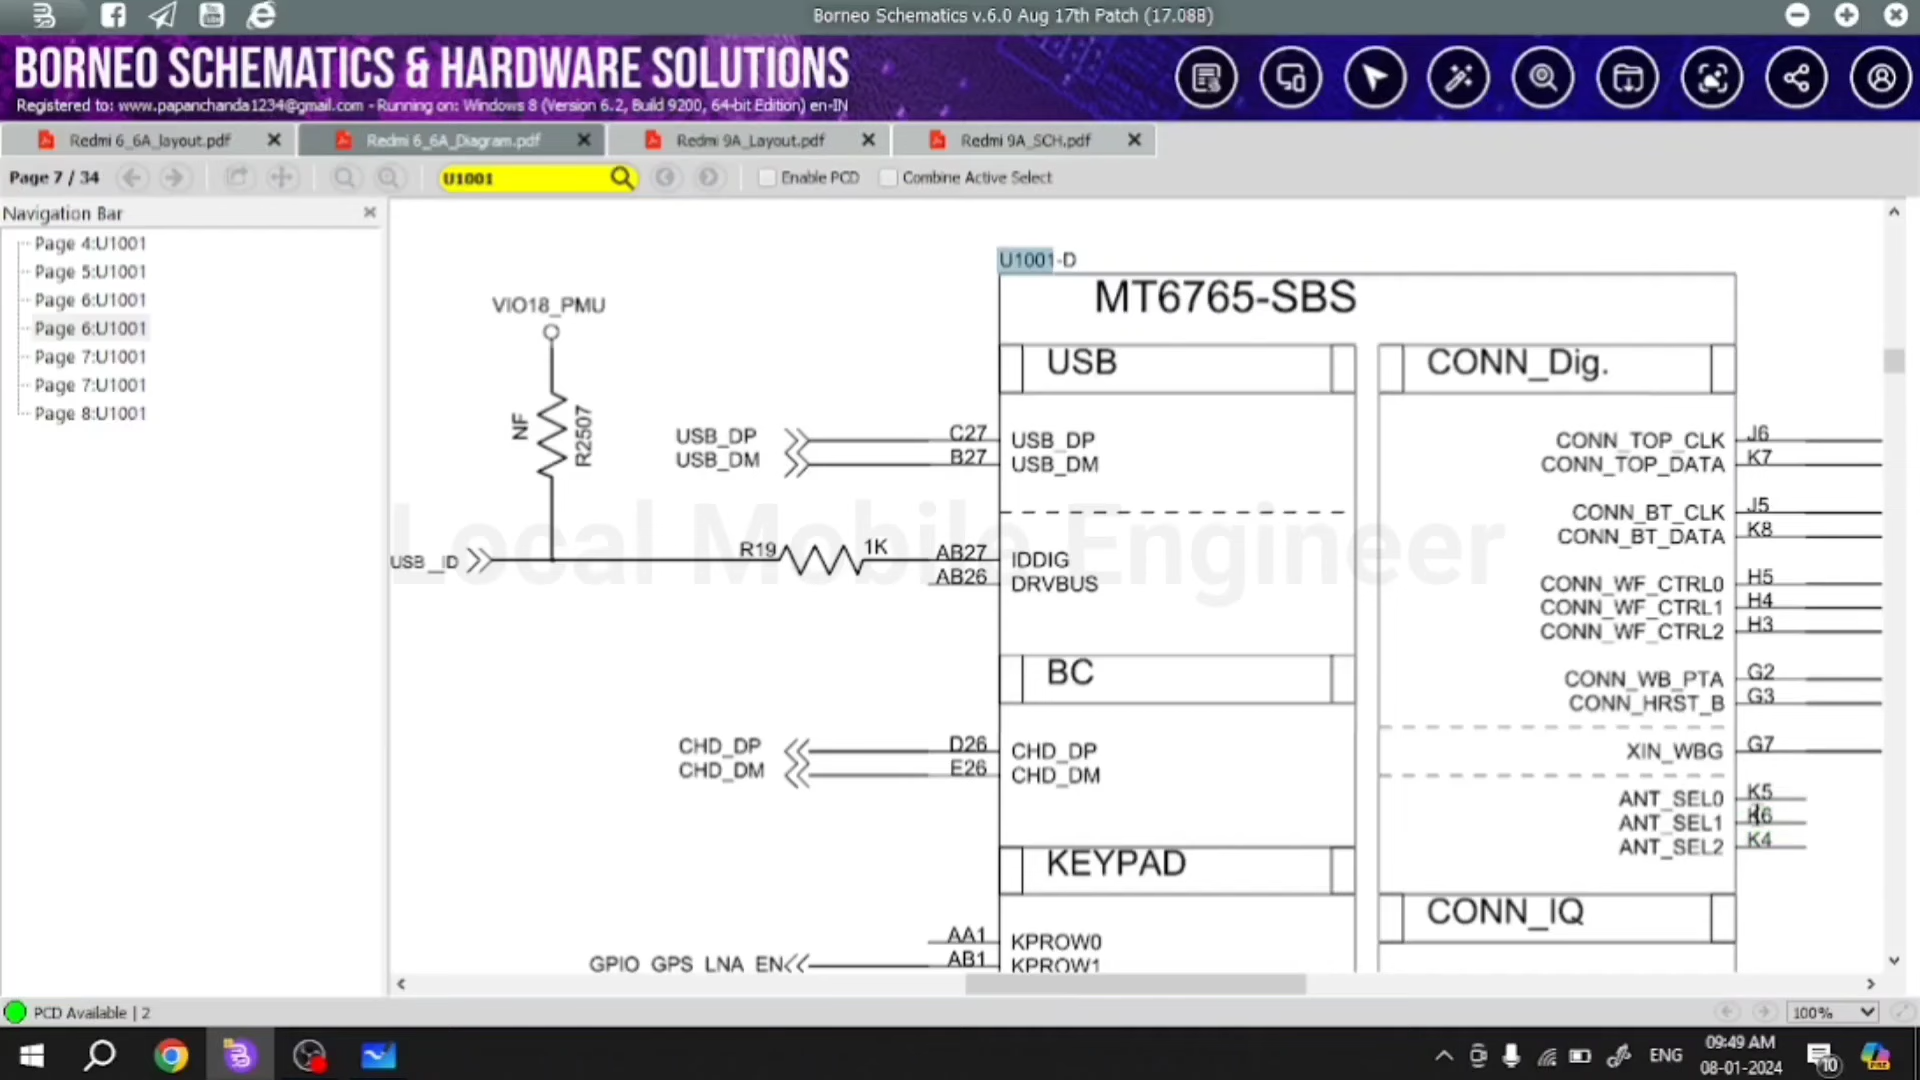 Borneo Schematics v.6.0 Aug 17th Patch (17.08B)
BORNEO SCHEMATICS & HARDWARE SOLUTIONS
Registered to: www.papanchanda1234@gmail.com - Running on: Windows 8 (Version 6.2, Build 9200, 64-bit Edition) en-IN
Redmi 6_6A_layout.pdf
Redmi 6_6A_Diagram.pdf
Redmi 9A_Layout.pdf
Redmi 9A_SCH.pdf
Page 7 / 34
U1001
Enable PCD
Combine Active Select
Navigation Bar
Page 4:U1001
Page 5:U1001
Page 6:U1001
Page 6:U1001
Page 7:U1001
Page 7:U1001
Page 8:U1001
U1001-D
MT6765-SBS
VIO18_PMU
NF
R2507
USB
CONN_Dig.
USB_DP C27 USB_DP
USB_DM B27 USB_DM
USB_ID R19 1K AB27 IDDIG
AB26 DRVBUS
BC
CHD_DP D26 CHD_DP
CHD_DM E26 CHD_DM
KEYPAD
AA1 KPROW0
GPIO_GPS_LNA_EN AB1 KPROW1
CONN_TOP_CLK J6
CONN_TOP_DATA K7
CONN_BT_CLK J5
CONN_BT_DATA K8
CONN_WF_CTRL0 H5
CONN_WF_CTRL1 H4
CONN_WF_CTRL2 H3
CONN_WB_PTA G2
CONN_HRST_B G3
XIN_WBG G7
ANT_SEL0 K5
ANT_SEL1 K6
ANT_SEL2 K4
CONN_IQ
Local Mobile Engineer
PCD Available | 2
100%
ENG
09:49 AM
08-01-2024
10